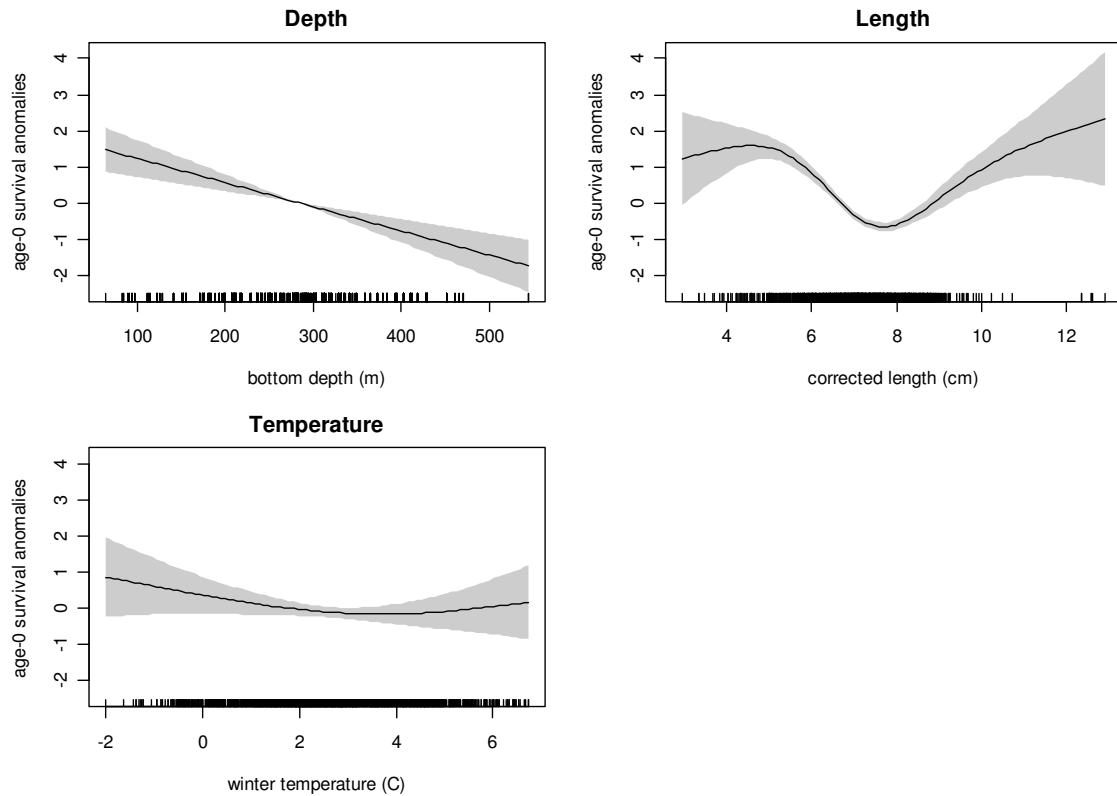 Depth
age-0 survival anomalies
4
3
2
1
0
-1
-2
100 200 300 400 500
bottom depth (m)
Length
age-0 survival anomalies
4
3
2
1
0
-1
-2
4 6 8 10 12
corrected length (cm)
Temperature
age-0 survival anomalies
4
3
2
1
0
-1
-2
-2 0 2 4 6
winter temperature (C)